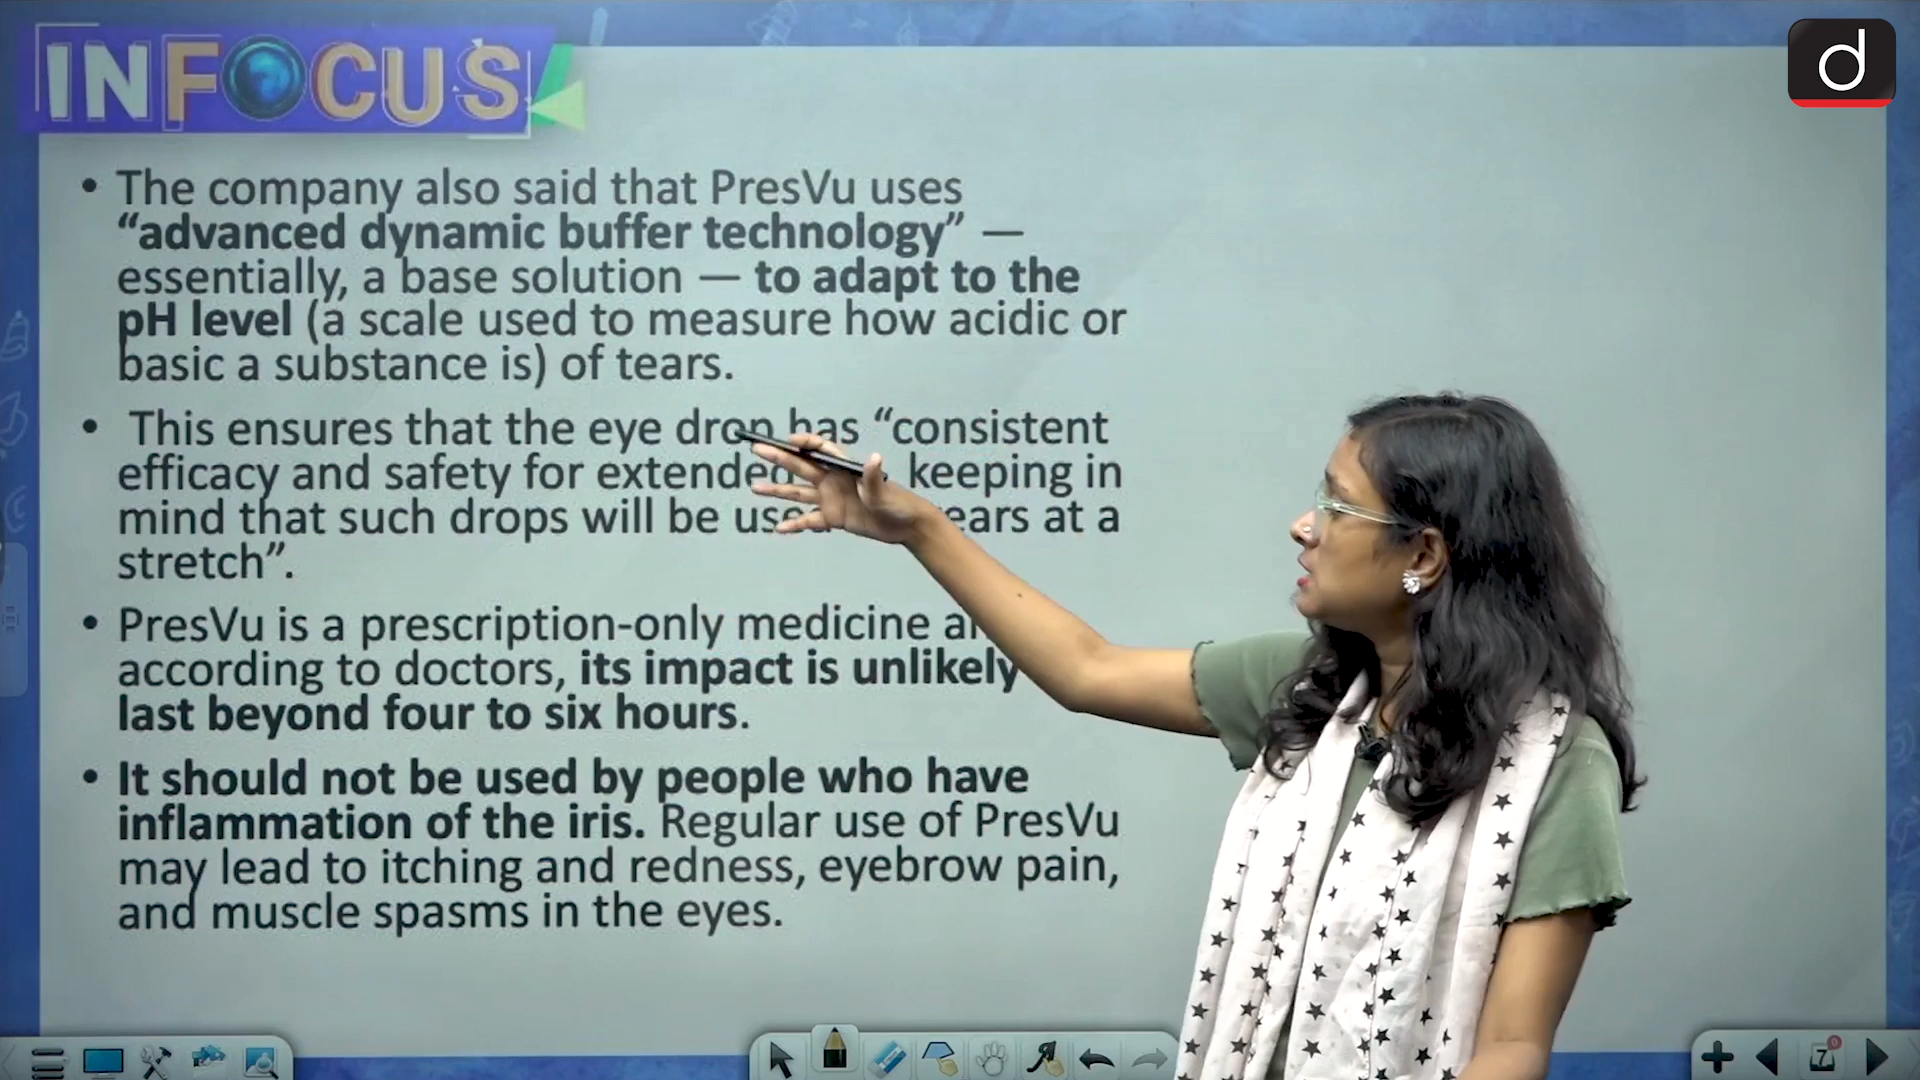 INFOCUS
d
• The company also said that PresVu uses
“advanced dynamic buffer technology” —
essentially, a base solution — to adapt to the
pH level (a scale used to measure how acidic or
basic a substance is) of tears.
• This ensures that the eye drop has “consistent
efficacy and safety for extended keeping in
mind that such drops will be at a
stretch”.
• PresVu is a prescription-only medicine
according to doctors, its impact is unlikely
last beyond four to six hours.
• It should not be used by people who have
inflammation of the iris. Regular use of PresVu
may lead to itching and redness, eyebrow pain,
and muscle spasms in the eyes.
7